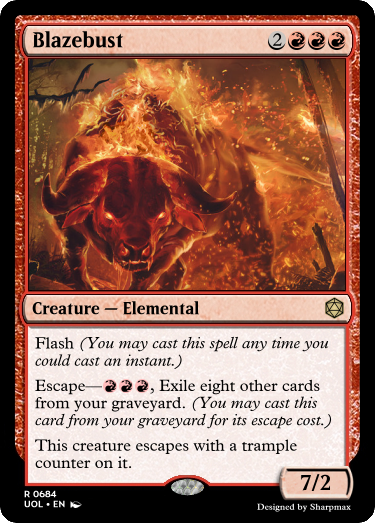 Blazebust 2
Creature — Elemental
Flash (You may cast this spell any time you
could cast an instant.)
Escape—, Exile eight other cards
from your graveyard. (You may cast this
card from your graveyard for its escape cost.)
This creature escapes with a trample
counter on it.
7/2
R 0684
UOL • EN
Designed by Sharpmax